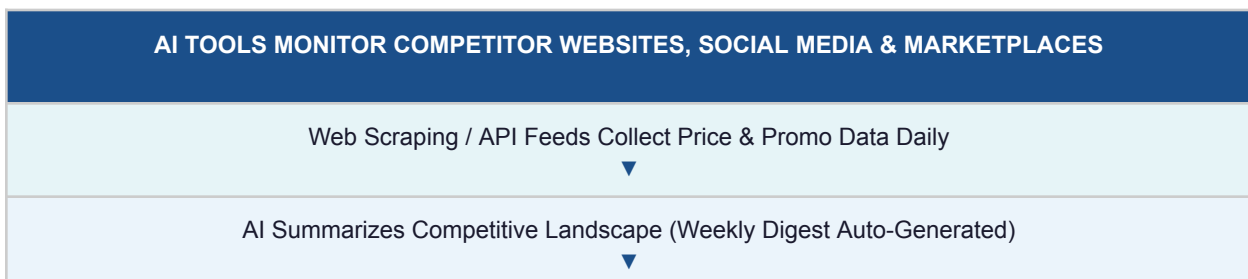 AI TOOLS MONITOR COMPETITOR WEBSITES, SOCIAL MEDIA & MARKETPLACES
Web Scraping / API Feeds Collect Price & Promo Data Daily
▼
AI Summarizes Competitive Landscape (Weekly Digest Auto-Generated)
▼